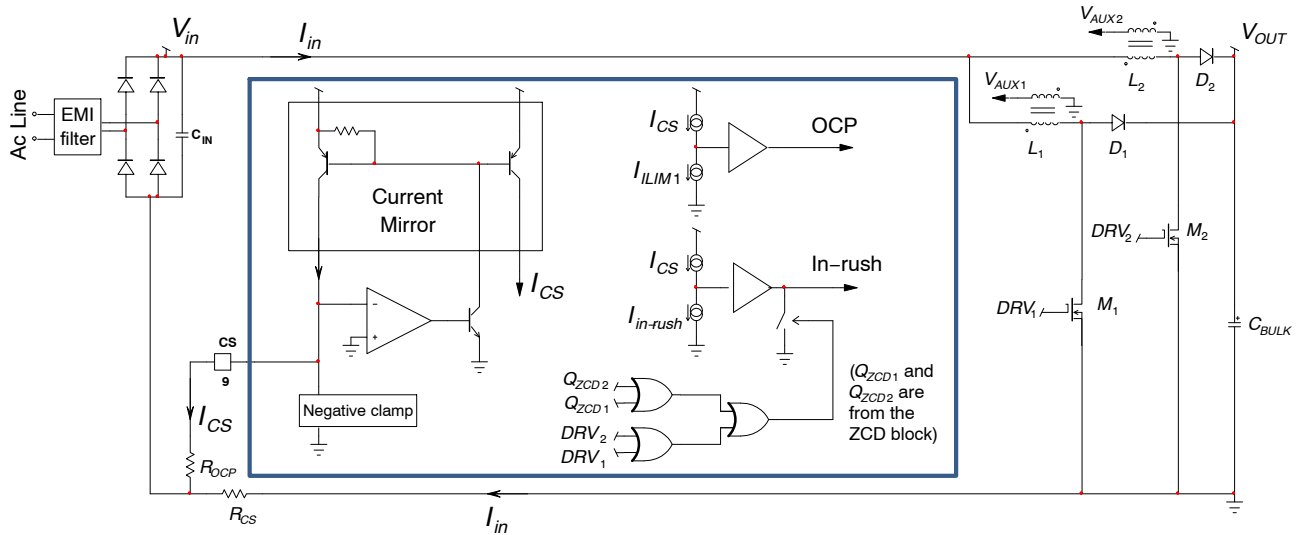 V_in
I_in
V_AUX2
V_OUT
L_2
D_2
V_AUX1
L_1
D_1
Ac Line
EMI
filter
C_IN
Current
Mirror
I_CS
I_CS
OCP
I_ILIM1
I_CS
In–rush
I_in-rush
DRV_2
M_2
DRV_1
M_1
C_BULK
CS
9
I_CS
R_OCP
Negative clamp
Q_ZCD2
Q_ZCD1
DRV_2
DRV_1
(Q_ZCD1 and
Q_ZCD2 are
from the
ZCD block)
R_CS
I_in